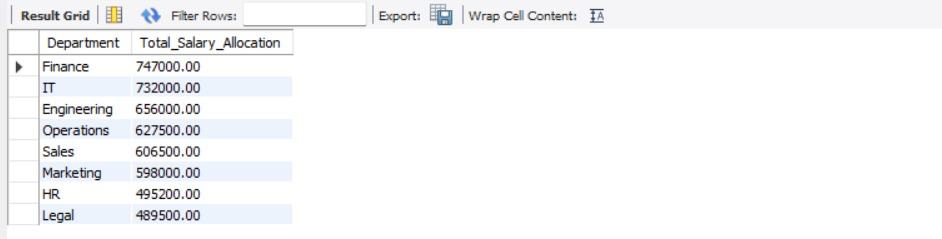 Result Grid Filter Rows: Export: Wrap Cell Content: IA
Department Total_Salary_Allocation
Finance 747000.00
IT 732000.00
Engineering 656000.00
Operations 627500.00
Sales 606500.00
Marketing 598000.00
HR 495200.00
Legal 489500.00